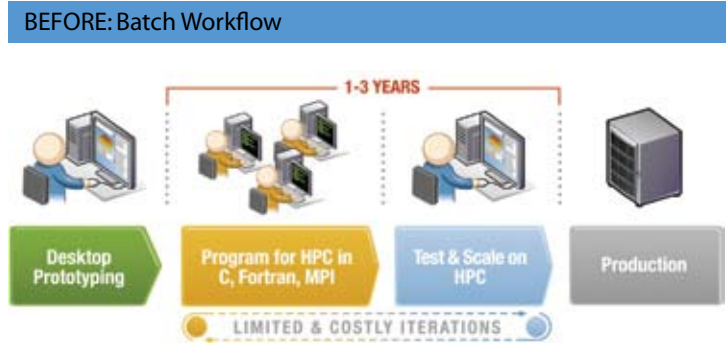 BEFORE: Batch Workflow
1-3 YEARS
Desktop
Prototyping
Program for HPC in
C, Fortran, MPI
Test & Scale on
HPC
Production
LIMITED & COSTLY ITERATIONS